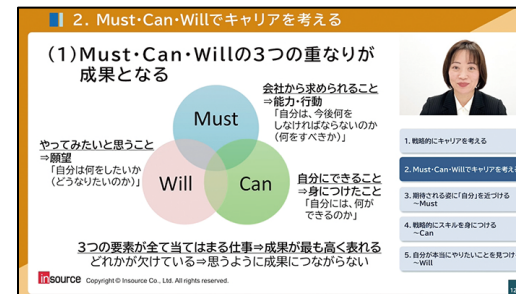 2. Must・Can・Willでキャリアを考える
(1)Must・Can・Willの3つの重なりが
成果となる
会社から求められること
⇒能力・行動
「自分は、今後何を
しなければならないのか
(何をすべきか)」
Must
やってみたいと思うこと
⇒願望
「自分は何をしたいか
(どうなりたいのか)」
Will
Can
自分にできること
⇒身につけたこと
「自分には、何が
できるのか」
3つの要素が全て当てはまる仕事⇒成果が最も高く表れる
どれかが欠けている⇒思うように成果につながらない
insource Copyright © Insource Co., Ltd. All rights reserved.
1. 戦略的にキャリアを考える
2. Must・Can・Willでキャリアを考え
3. 期待される姿に「自分」を近づける
～Must
4. 戦略的にスキルを身につける
～Can
5. 自分が本当にやりたいことを見つけ
～Will
12